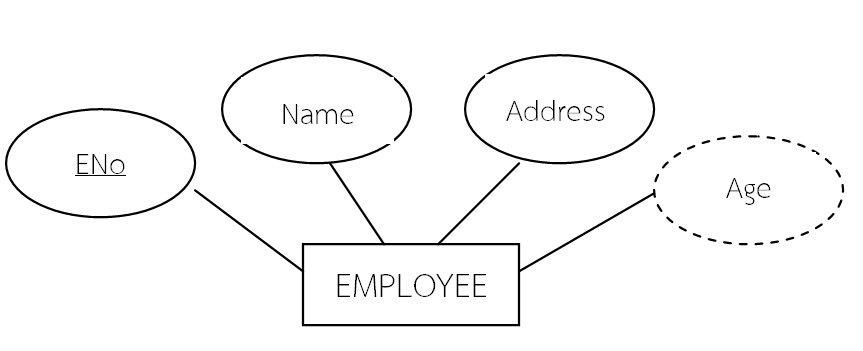 ENo
Name
Address
Age
EMPLOYEE